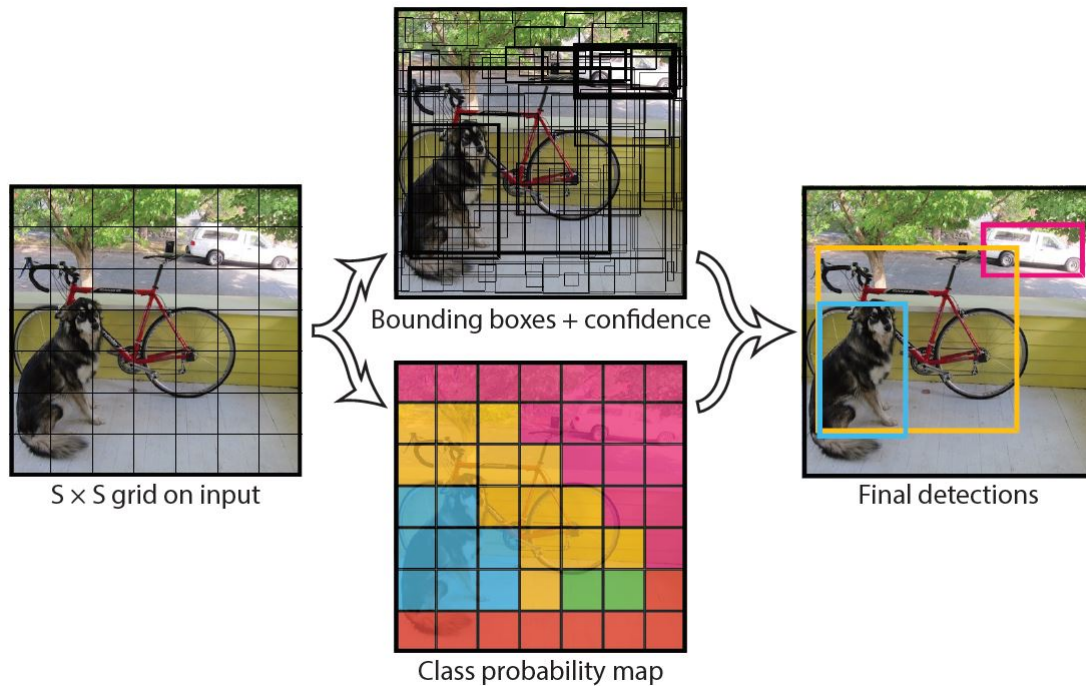 Bounding boxes + confidence
S × S grid on input
Final detections
Class probability map